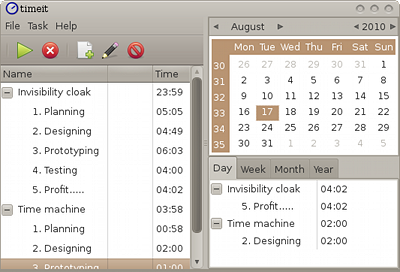 timeit
File Task Help
Name Time
Invisibility cloak 23:59
1. Planning 05:05
2. Designing 04:49
3. Prototyping 06:03
4. Testing 04:00
5. Profit..... 04:02
Time machine 03:58
1. Planning 00:58
2. Designing 02:00
3. Prototyping 01:00
August 2010
Mon Tue Wed Thu Fri Sat Sun
30 26 27 28 29 30 31 1
31 2 3 4 5 6 7 8
32 9 10 11 12 13 14 15
33 16 17 18 19 20 21 22
34 23 24 25 26 27 28 29
35 30 31 1 2 3 4 5
Day Week Month Year
Invisibility cloak 04:02
5. Profit..... 04:02
Time machine 02:00
2. Designing 02:00